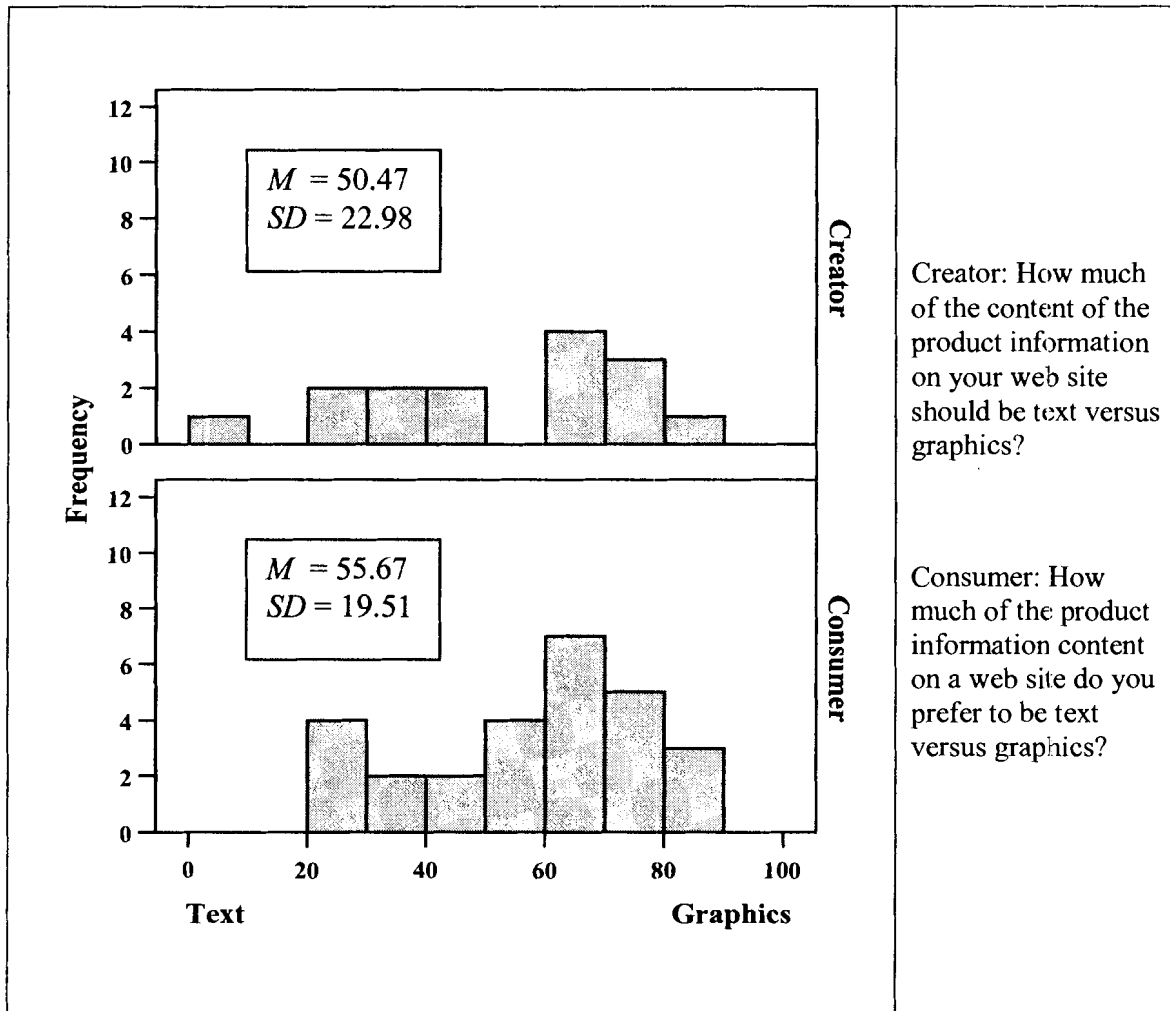 12
10
8
6
4
2
0
M = 50.47
SD = 22.98
Creator
Frequency
12
10
8
6
4
2
0
M = 55.67
SD = 19.51
Consumer
0 20 40 60 80 100
Text Graphics
Creator: How much
of the content of the
product information
on your web site
should be text versus
graphics?
Consumer: How
much of the product
information content
on a web site do you
prefer to be text
versus graphics?